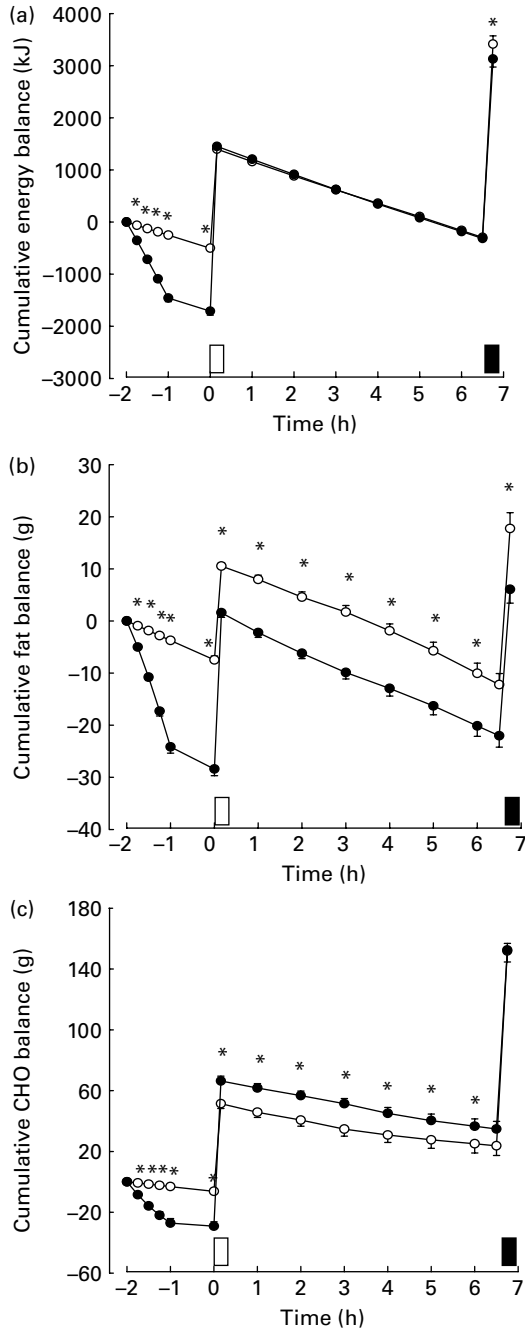 (a)
Cumulative energy balance (kJ)
4000
3000
2000
1000
0
−1000
−2000
−3000
* * * * * *
−2 −1 0 1 2 3 4 5 6 7
Time (h)
(b)
Cumulative fat balance (g)
30
20
10
0
−10
−20
−30
−40
* * * * * * * * * * * * *
−2 −1 0 1 2 3 4 5 6 7
Time (h)
(c)
Cumulative CHO balance (g)
180
140
100
60
20
−20
−60
* * * * * * * * * * * *
−2 −1 0 1 2 3 4 5 6 7
Time (h)